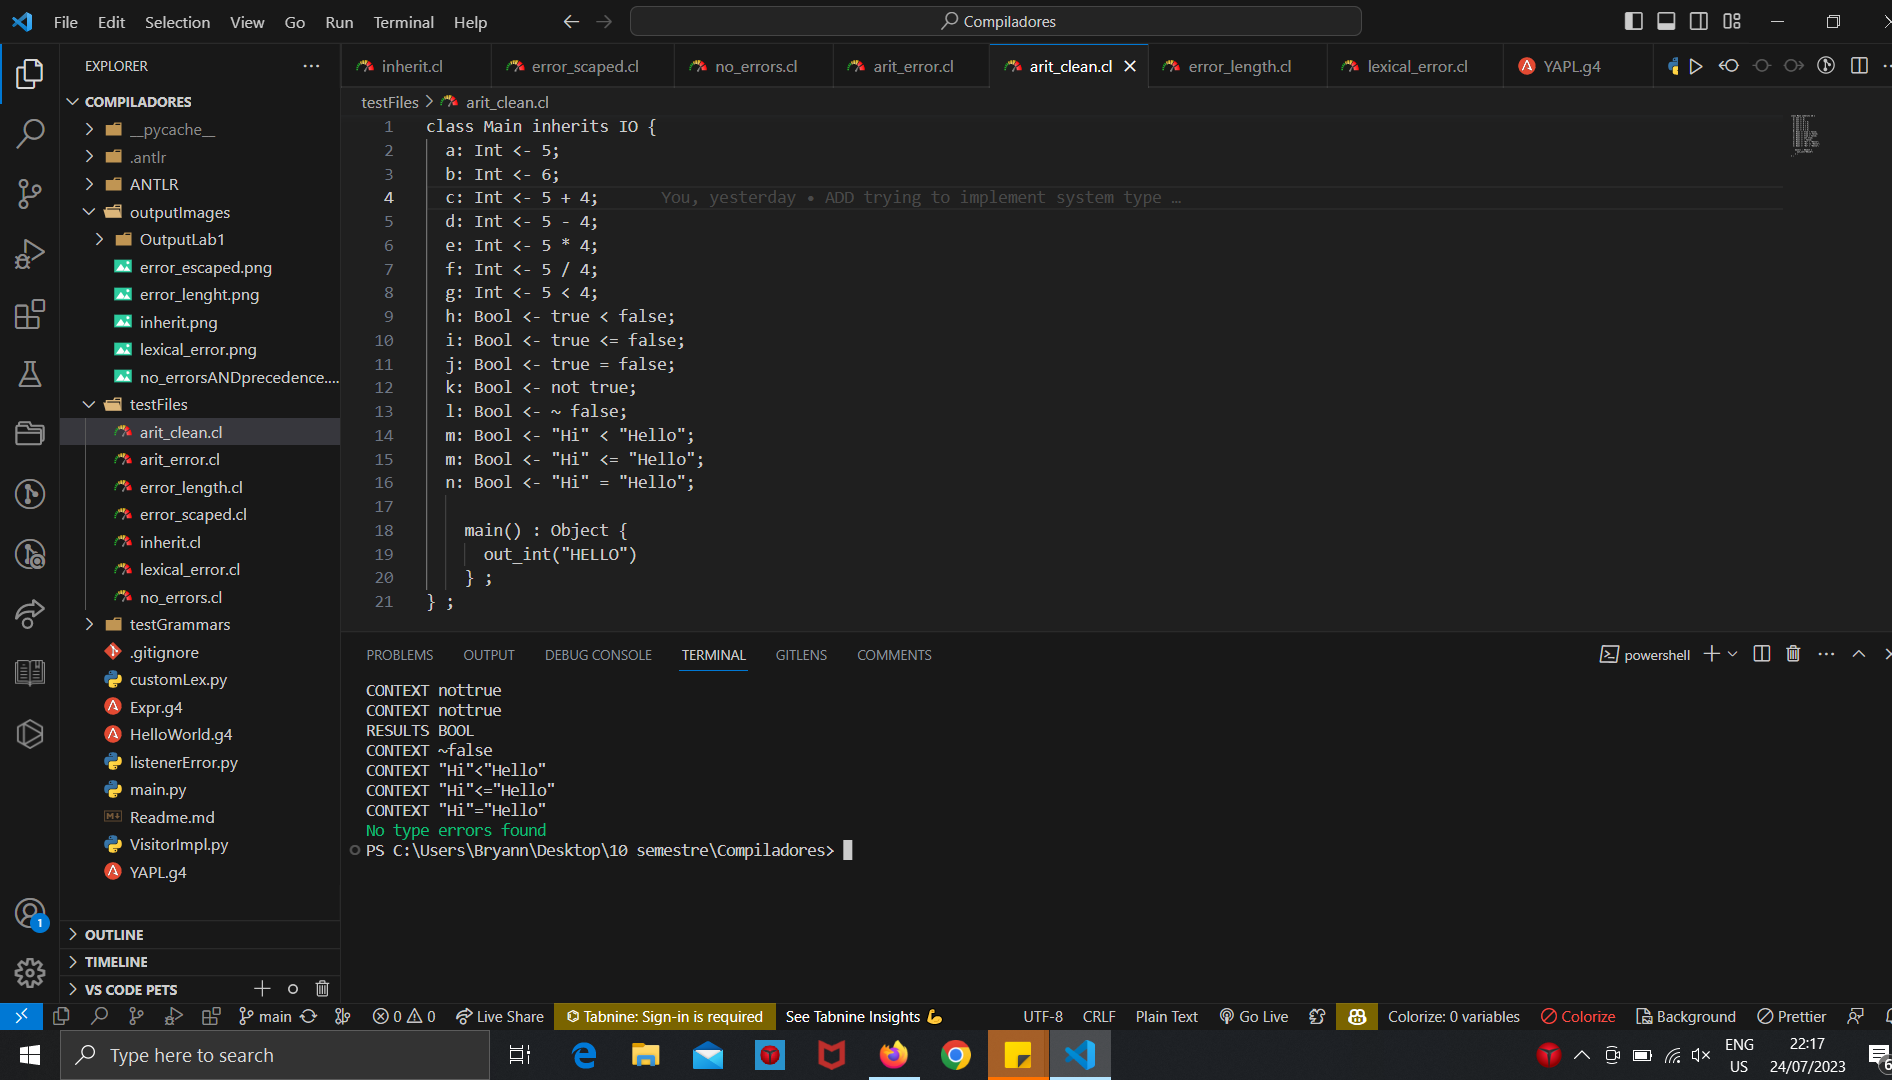 File Edit Selection View Go Run Terminal Help
Compiladores
EXPLORER
COMPILADORES
__pycache__
.antlr
ANTLR
outputImages
OutputLab1
error_escaped.png
error_lenght.png
inherit.png
lexical_error.png
no_errorsANDprecedence....
testFiles
arit_clean.cl
arit_error.cl
error_length.cl
error_scaped.cl
inherit.cl
lexical_error.cl
no_errors.cl
testGrammars
.gitignore
customLex.py
Expr.g4
HelloWorld.g4
listenerError.py
main.py
Readme.md
VisitorImpl.py
YAPL.g4
OUTLINE
TIMELINE
VS CODE PETS
inherit.cl error_scaped.cl no_errors.cl arit_error.cl arit_clean.cl error_length.cl lexical_error.cl YAPL.g4
testFiles > arit_clean.cl
1 class Main inherits IO {
2 a: Int <- 5;
3 b: Int <- 6;
4 c: Int <- 5 + 4; You, yesterday • ADD trying to implement system type …
5 d: Int <- 5 - 4;
6 e: Int <- 5 * 4;
7 f: Int <- 5 / 4;
8 g: Int <- 5 < 4;
9 h: Bool <- true < false;
10 i: Bool <- true <= false;
11 j: Bool <- true = false;
12 k: Bool <- not true;
13 l: Bool <- ~ false;
14 m: Bool <- "Hi" < "Hello";
15 m: Bool <- "Hi" <= "Hello";
16 n: Bool <- "Hi" = "Hello";
17
18 main() : Object {
19 out_int("HELLO")
20 } ;
21 } ;
PROBLEMS OUTPUT DEBUG CONSOLE TERMINAL GITLENS COMMENTS powershell
CONTEXT nottrue
CONTEXT nottrue
RESULTS BOOL
CONTEXT ~false
CONTEXT "Hi"<"Hello"
CONTEXT "Hi"<="Hello"
CONTEXT "Hi"="Hello"
No type errors found
PS C:\Users\Bryann\Desktop\10 semestre\Compiladores>
1
main 0 0 Live Share Tabnine: Sign-in is required See Tabnine Insights UTF-8 CRLF Plain Text Go Live Colorize: 0 variables Colorize Background Prettier
Type here to search
ENG
US
22:17
24/07/2023
6